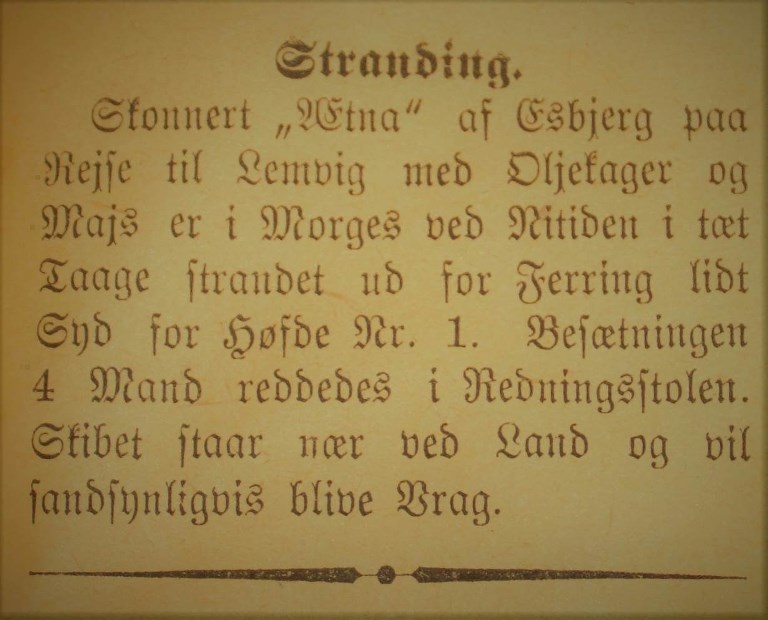 Stranding.
Skonnert „Ætna“ af Esbjerg paa
Rejse til Lemvig med Oljekager og
Majs er i Morges ved Nitiden i tæt
Taage strandet ud for Ferring lidt
Syd for Høfde Nr. 1. Besætningen
4 Mand reddedes i Redningsstolen.
Skibet staar nær ved Land og vil
sandsynligvis blive Vrag.